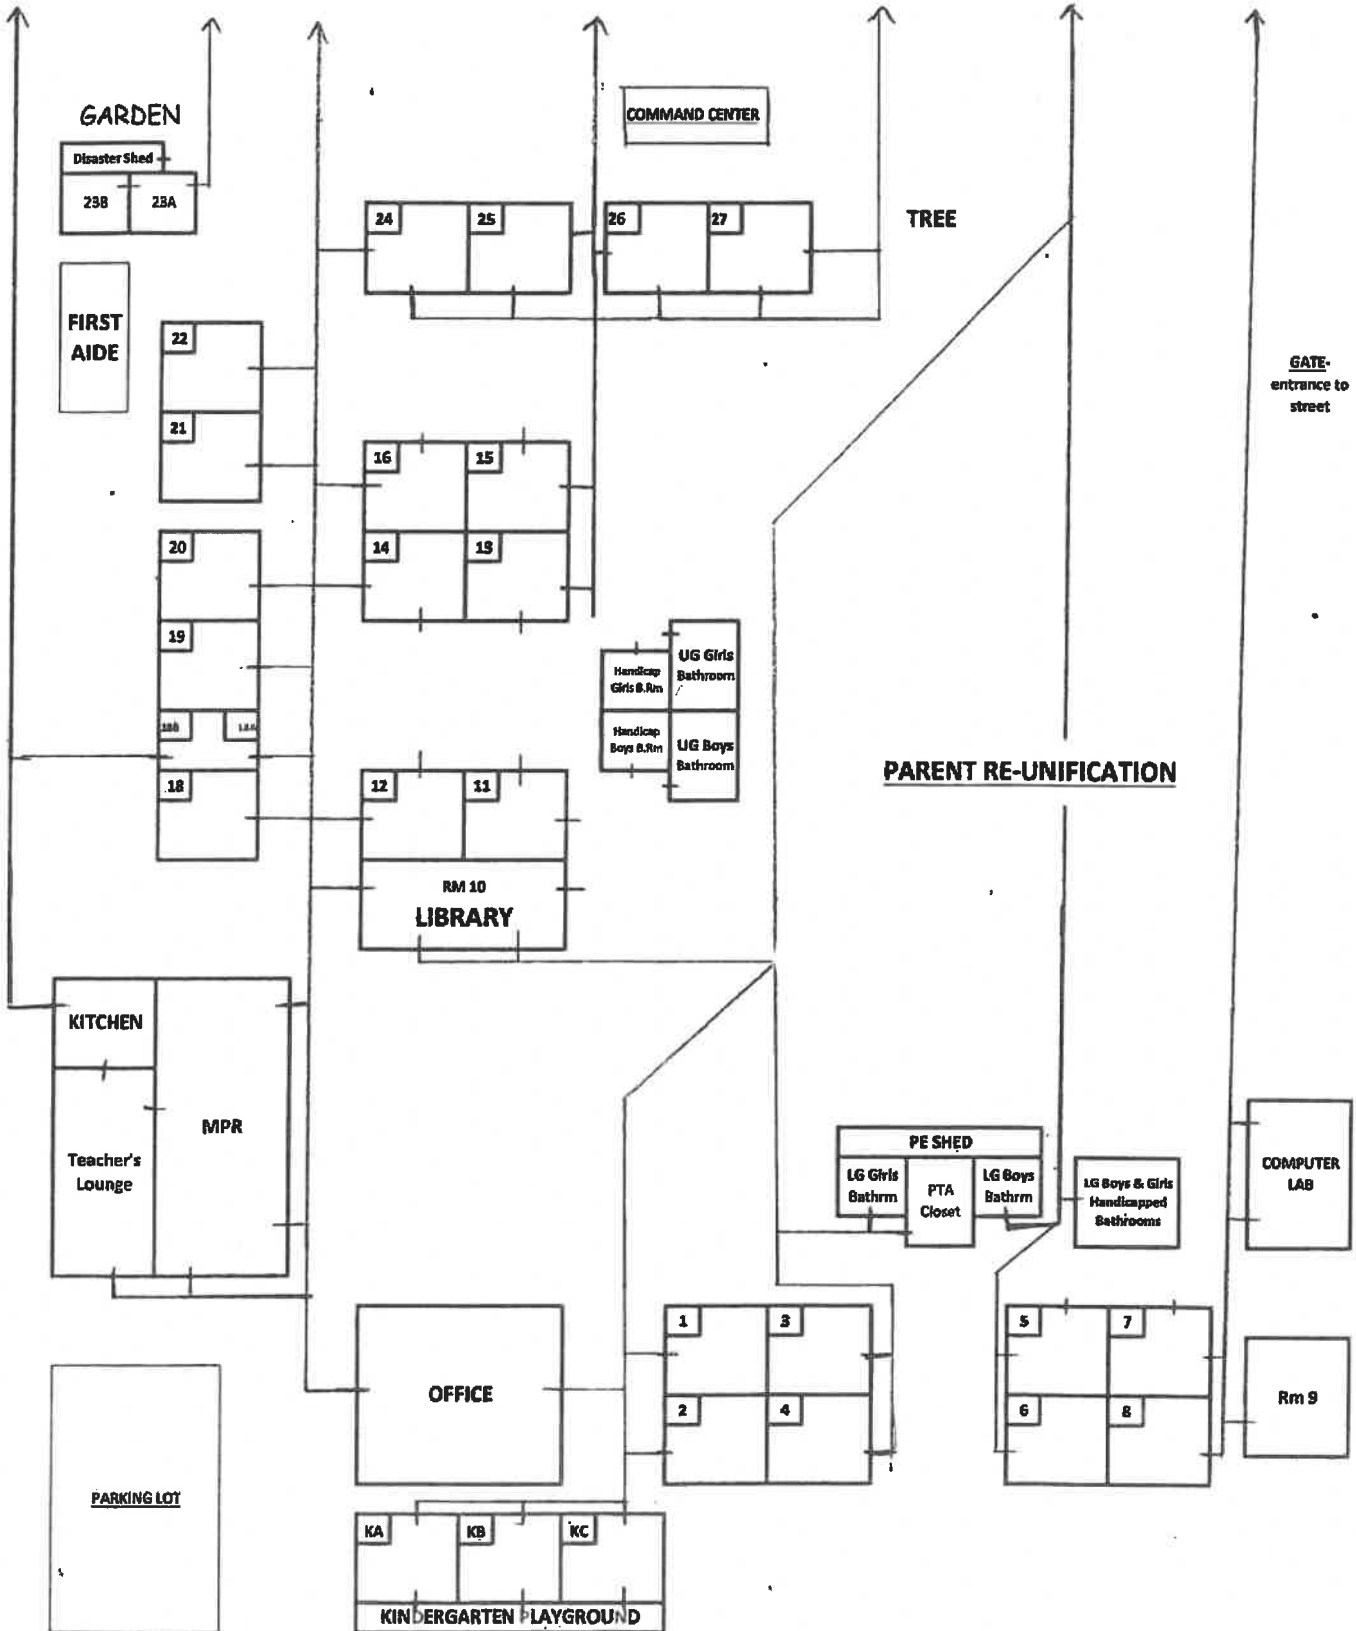 GARDEN
COMMAND CENTER
Disaster Shed
23B
23A
24
25
26
27
TREE
FIRST
AIDE
22
21
GATE-
entrance to
street
16
15
14
13
20
19
18B
18
UG Girls
Bathroom
Handicap
Girls B.Rm
Handicap
Boys B.Rm
UG Boys
Bathroom
PARENT RE-UNIFICATION
12
11
RM 10
LIBRARY
KITCHEN
MPR
Teacher's
Lounge
PE SHED
LG Girls
Bathrm
PTA
Closet
LG Boys
Bathrm
LG Boys & Girls
Handicapped
Bathrooms
COMPUTER
LAB
OFFICE
1
3
2
4
5
7
6
8
Rm 9
PARKING LOT
KA
KB
KC
KINDERGARTEN PLAYGROUND